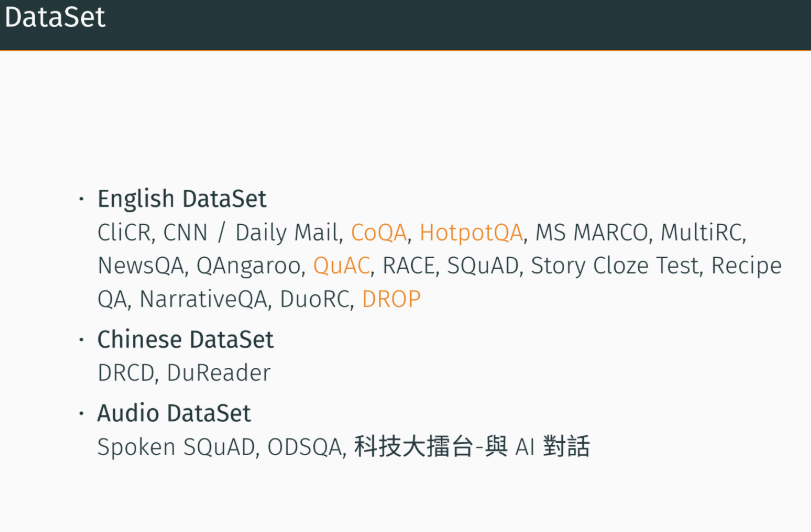 DataSet
· English DataSet
CliCR, CNN / Daily Mail, CoQA, HotpotQA, MS MARCO, MultiRC,
NewsQA, QAngaroo, QuAC, RACE, SQuAD, Story Cloze Test, Recipe
QA, NarrativeQA, DuoRC, DROP
· Chinese DataSet
DRCD, DuReader
· Audio DataSet
Spoken SQuAD, ODSQA, 科技大擂台-與 AI 對話